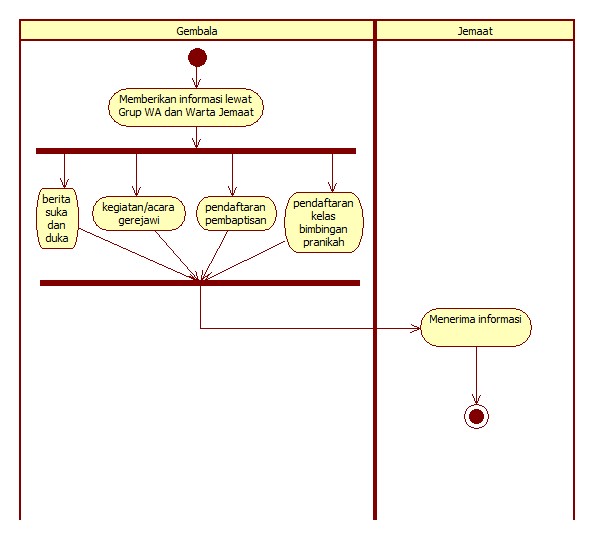 Gembala
Jemaat
Memberikan informasi lewat
Grup WA dan Warta Jemaat
berita
suka
dan
duka
kegiatan/acara
gerejawi
pendaftaran
pembaptisan
pendaftaran
kelas
bimbingan
pranikah
Menerima informasi